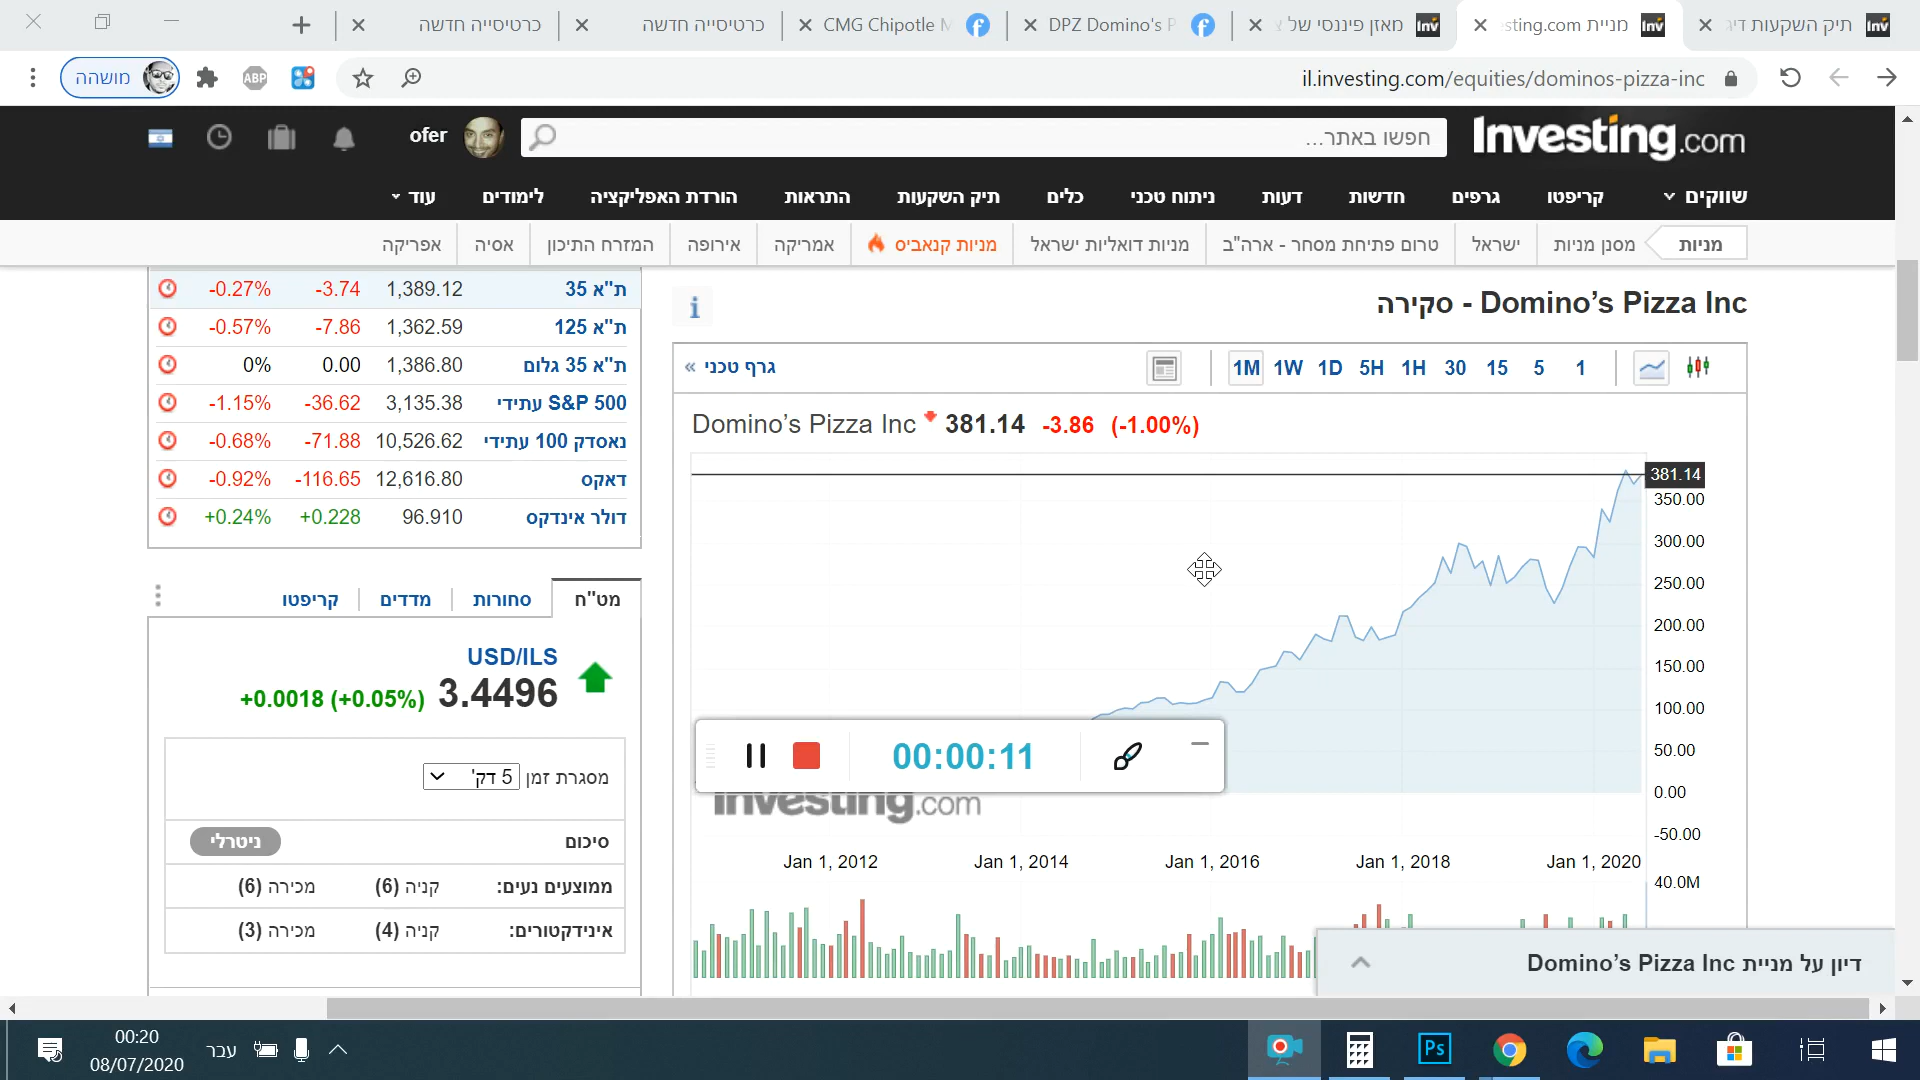 תיק השקעות דיג
מניית sting.com
מאזן פיננסי של
DPZ Domino's P
CMG Chipotle M
כרטיסייה חדשה
כרטיסייה חדשה
il.investing.com/equities/dominos-pizza-inc
ABP
מושהה
Investing.com
חפשו באתר...
ofer
שווקים
קריפטו
גרפים
חדשות
דעות
ניתוח טכני
כלים
תיק השקעות
התראות
הורדת האפליקציה
לימודים
עוד
מניות
מסנן מניות
ישראל
טרום פתיחת מסחר - ארה"ב
מניות דואליות ישראל
מניות קנאביס
אמריקה
אירופה
המזרח התיכון
אסיה
אפריקה
Domino's Pizza Inc - סקירה
1 5 15 30 1H 5H 1D 1W 1M
גרף טכני »
Domino's Pizza Inc 381.14 -3.86 (-1.00%)
381.14
350.00
300.00
250.00
200.00
150.00
100.00
50.00
0.00
-50.00
Investing.com
Jan 1, 2012 Jan 1, 2014 Jan 1, 2016 Jan 1, 2018 Jan 1, 2020
40.0M
00:00:11
דיון על מניית Domino's Pizza Inc
ת"א 35 1,389.12 -3.74 -0.27%
ת"א 125 1,362.59 -7.86 -0.57%
ת"א 35 גלום 1,386.80 0.00 0%
S&P 500 עתידי 3,135.38 -36.62 -1.15%
נאסדק 100 עתידי 10,526.62 -71.88 -0.68%
דאקס 12,616.80 -116.65 -0.92%
דולר אינדקס 96.910 +0.228 +0.24%
מט"ח
סחורות
מדדים
קריפטו
USD/ILS
3.4496 +0.0018 (+0.05%)
מסגרת זמן 5 דק'
סיכום ניטרלי
ממוצעים נעים: קניה (6) מכירה (6)
אינידקטורים: קניה (4) מכירה (3)
Ps
עבר
00:20
08/07/2020